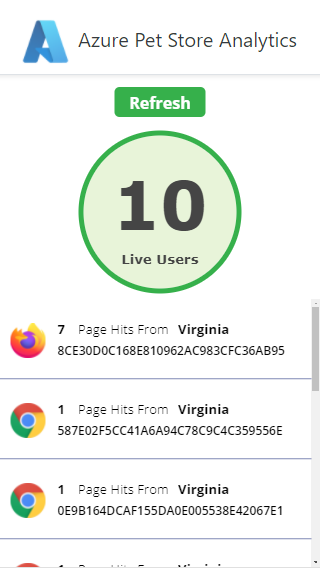 Azure Pet Store Analytics
Refresh
10
Live Users
7 Page Hits From Virginia
8CE30D0C168E810962AC983CFC36AB95
1 Page Hits From Virginia
587E02F5CC41A6A94C78C9C4C359556E
1 Page Hits From Virginia
0E9B164DCAF155DA0E005538E42067E1